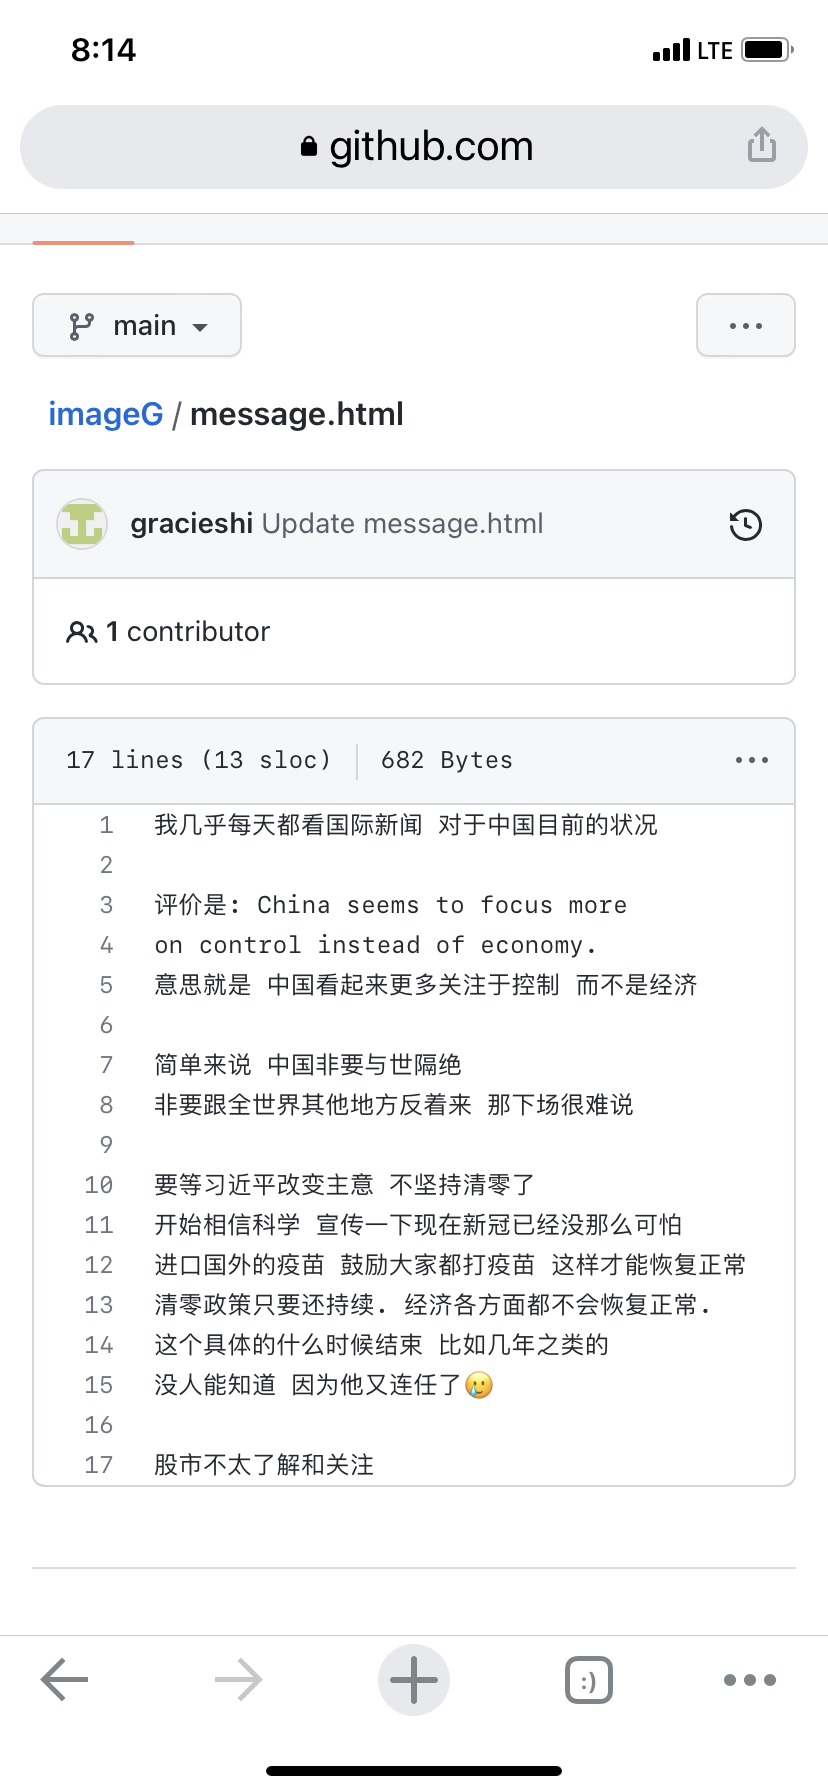 8:14
LTE
github.com
main
imageG / message.html
gracieshi Update message.html
1 contributor
17 lines (13 sloc) 682 Bytes
1 我几乎每天都看国际新闻 对于中国目前的状况
2
3 评价是: China seems to focus more
4 on control instead of economy.
5 意思就是 中国看起来更多关注于控制 而不是经济
6
7 简单来说 中国非要与世隔绝
8 非要跟全世界其他地方反着来 那下场很难说
9
10 要等习近平改变主意 不坚持清零了
11 开始相信科学 宣传一下现在新冠已经没那么可怕
12 进口国外的疫苗 鼓励大家都打疫苗 这样才能恢复正常
13 清零政策只要还持续. 经济各方面都不会恢复正常.
14 这个具体的什么时候结束 比如几年之类的
15 没人能知道 因为他又连任了🥲
16
17 股市不太了解和关注
:)